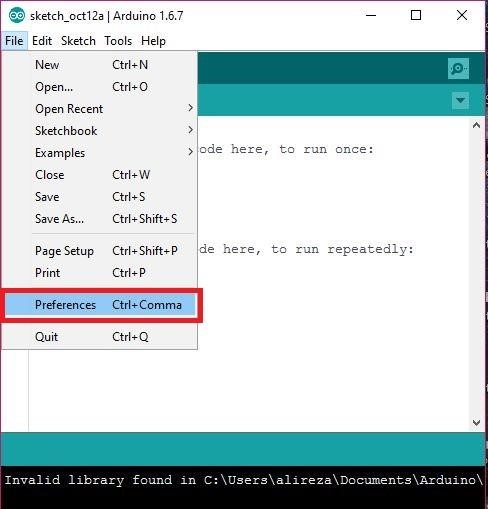 sketch_oct12a | Arduino 1.6.7
File Edit Sketch Tools Help
New Ctrl+N
Open... Ctrl+O
Open Recent
Sketchbook
Examples
code here, to run once:
Close Ctrl+W
Save Ctrl+S
Save As... Ctrl+Shift+S
Page Setup Ctrl+Shift+P
de here, to run repeatedly:
Print Ctrl+P
Preferences Ctrl+Comma
Quit Ctrl+Q
Invalid library found in C:\Users\alireza\Documents\Arduino\